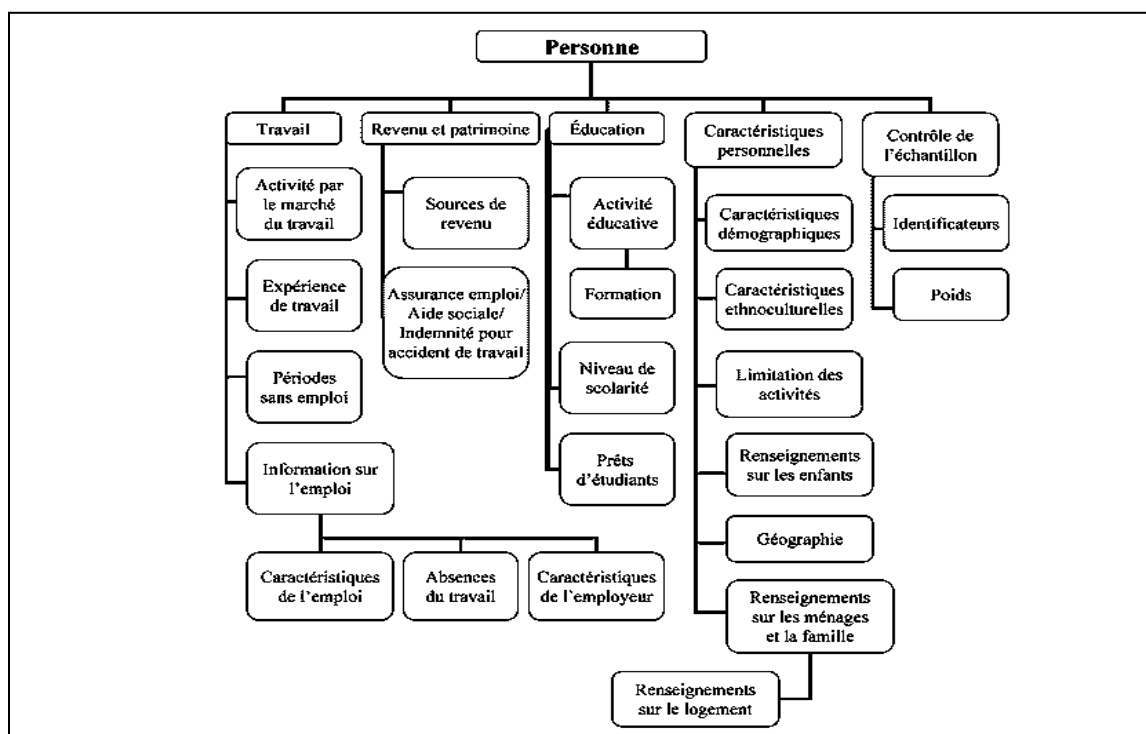 Personne
Travail
Activité par
le marché
du travail
Expérience
de travail
Périodes
sans emploi
Information sur
l'emploi
Caractéristiques
de l'emploi
Absences
du travail
Caractéristiques
de l'employeur
Revenu et patrimoine
Sources de
revenu
Assurance emploi/
Aide sociale/
Indemnité pour
accident de travail
Éducation
Activité
éducative
Formation
Niveau de
scolarité
Prêts
d'étudiants
Caractéristiques
personnelles
Caractéristiques
démographiques
Caractéristiques
ethnoculturelles
Limitation des
activités
Renseignements
sur les enfants
Géographie
Renseignements
sur les ménages
et la famille
Renseignements
sur le logement
Contrôle de
l'échantillon
Identificateurs
Poids